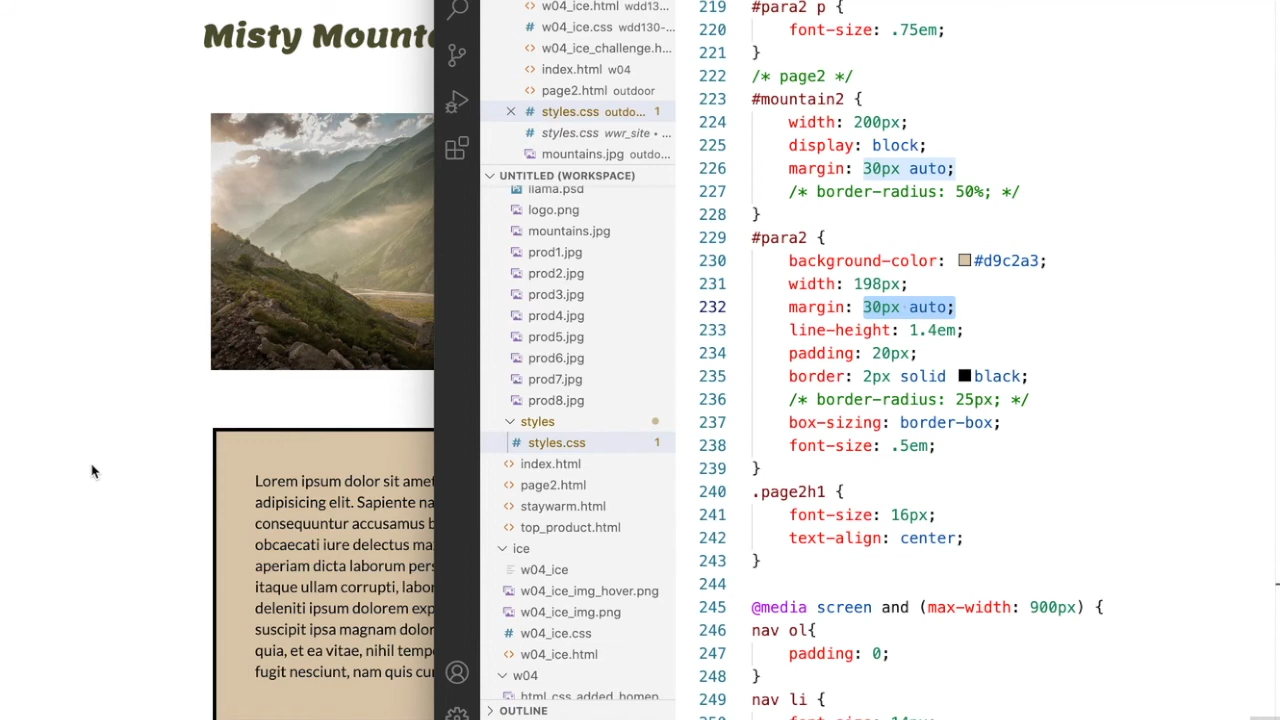 Misty Mount
Lorem ipsum dolor sit amet
adipisicing elit. Sapiente na
consequuntur accusamus b
obcaecati iure delectus ma
aperiam dicta laborum pers
itaque ullam corrupti, labor
deleniti ipsum dolorem exp
suscipit ipsa magnam dolor
quia, et ea vitae, nihil tempo
fugit nesciunt, nam quis cu
<> w04_ice.html wdd13...
# w04_ice.css wdd130-...
<> w04_ice_challenge.h...
<> index.html w04
<> page2.html outdoor
# styles.css outdo... 1
# styles.css wwr_site • ...
mountains.jpg outdo...
UNTITLED (WORKSPACE)
llama.psd
logo.png
mountains.jpg
prod1.jpg
prod2.jpg
prod3.jpg
prod4.jpg
prod5.jpg
prod6.jpg
prod7.jpg
prod8.jpg
styles
# styles.css 1
<> index.html
<> page2.html
<> staywarm.html
<> top_product.html
ice
w04_ice
w04_ice_img_hover.png
w04_ice_img.png
# w04_ice.css
<> w04_ice.html
w04
html_css_added_homep
OUTLINE
219 #para2 p {
220 font-size: .75em;
221 }
222 /* page2 */
223 #mountain2 {
224 width: 200px;
225 display: block;
226 margin: 30px auto;
227 /* border-radius: 50%; */
228 }
229 #para2 {
230 background-color: #d9c2a3;
231 width: 198px;
232 margin: 30px auto;
233 line-height: 1.4em;
234 padding: 20px;
235 border: 2px solid black;
236 /* border-radius: 25px; */
237 box-sizing: border-box;
238 font-size: .5em;
239 }
240 .page2h1 {
241 font-size: 16px;
242 text-align: center;
243 }
244
245 @media screen and (max-width: 900px) {
246 nav ol{
247 padding: 0;
248 }
249 nav li {
250 font-size: 14px;